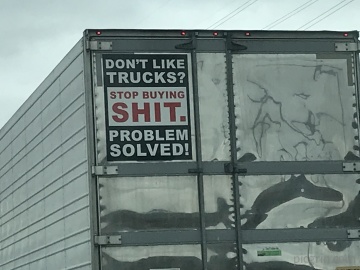 DON'T LIKE
TRUCKS?
STOP BUYING
SHIT.
PROBLEM
SOLVED!